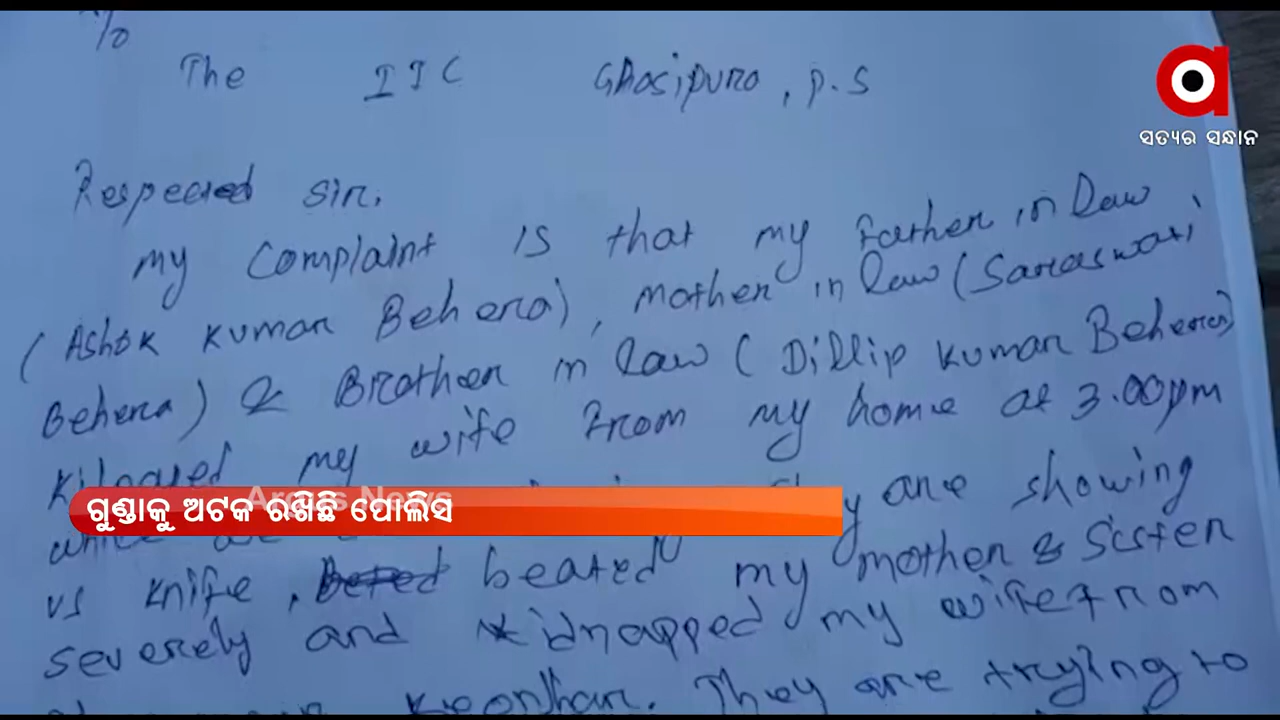 The IIC Ghasipura, P.S
ସତ୍ୟର ସନ୍ଧାନ
Respected Sir.
my complaint is that my father in law
(Ashok kumar Behera), mother in law (Saraswati
Behera) & Brother in law (Dillip kumar Behera)
my wife from my home at 3.00pm
are showing
Argus News
ଗୁଣ୍ଡାକୁ ଅଟକ ରଖିଛି ପୋଲିସ
us knife, beated my mother & Sister
severely and kidnapped my wife from
Keonjhar. They are trying to